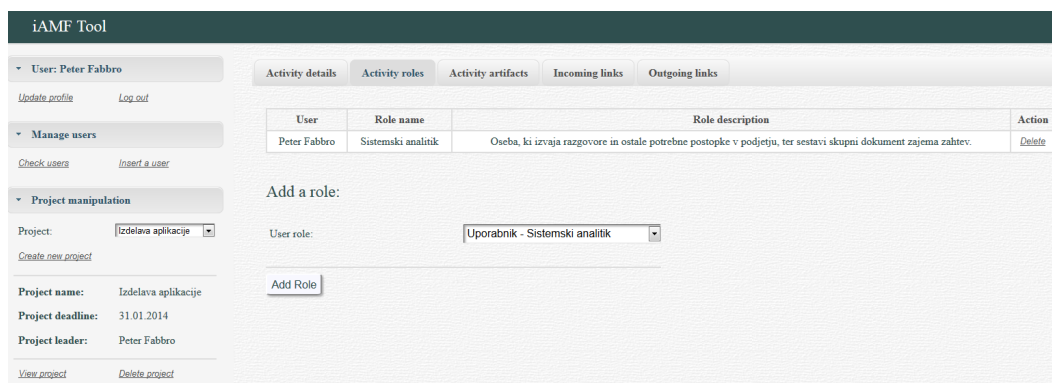 iAMF Tool
User: Peter Fabbro
Update profile Log out
Manage users
Check users Insert a user
Project manipulation
Project: Izdelava aplikacije
Create new project
Project name: Izdelava aplikacije
Project deadline: 31.01.2014
Project leader: Peter Fabbro
View project Delete project
Activity details Activity roles Activity artifacts Incoming links Outgoing links
User Role name Role description Action
Peter Fabbro Sistemski analitik Oseba, ki izvaja razgovore in ostale potrebne postopke v podjetju, ter sestavi skupni dokument zajema zahtev. Delete
Add a role:
User role: Uporabnik - Sistemski analitik
Add Role